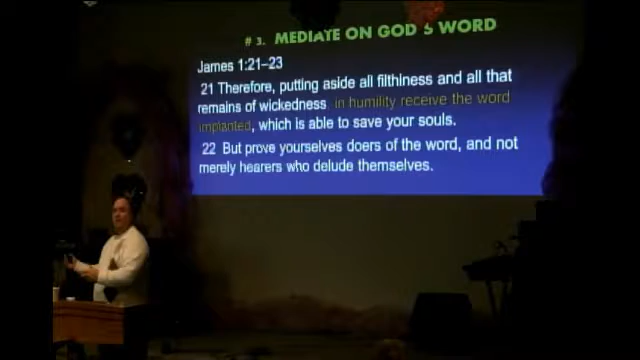 # 3. MEDIATE ON GOD'S WORD
James 1:21–23
21 Therefore, putting aside all filthiness and all that
remains of wickedness, in humility receive the word
implanted, which is able to save your souls.
22 But prove yourselves doers of the word, and not
merely hearers who delude themselves.